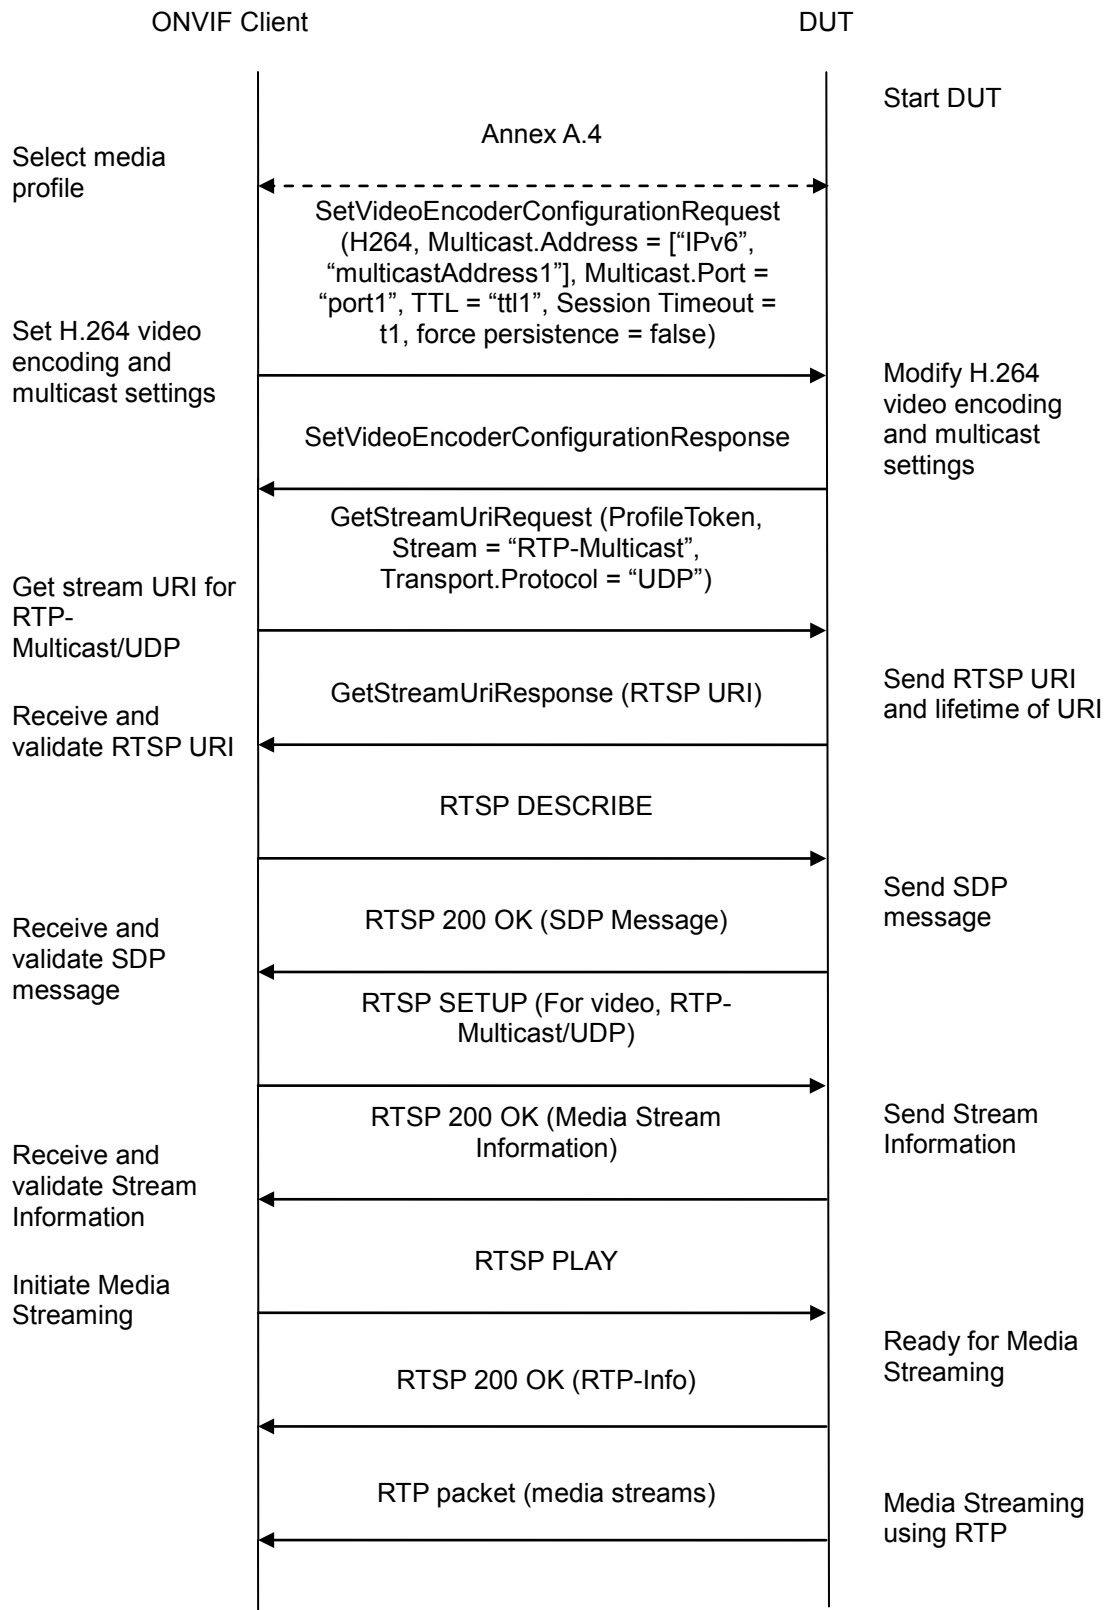 ONVIF Client
DUT
Start DUT
Annex A.4
Select media
profile
SetVideoEncoderConfigurationRequest
(H264, Multicast.Address = [“IPv6”,
“multicastAddress1”], Multicast.Port =
“port1”, TTL = “ttl1”, Session Timeout =
t1, force persistence = false)
Set H.264 video
encoding and
multicast settings
Modify H.264
video encoding
and multicast
settings
SetVideoEncoderConfigurationResponse
GetStreamUriRequest (ProfileToken,
Stream = “RTP-Multicast”,
Transport.Protocol = “UDP”)
Get stream URI for
RTP-
Multicast/UDP
GetStreamUriResponse (RTSP URI)
Send RTSP URI
and lifetime of URI
Receive and
validate RTSP URI
RTSP DESCRIBE
Send SDP
message
RTSP 200 OK (SDP Message)
Receive and
validate SDP
message
RTSP SETUP (For video, RTP-
Multicast/UDP)
RTSP 200 OK (Media Stream
Information)
Send Stream
Information
Receive and
validate Stream
Information
RTSP PLAY
Initiate Media
Streaming
Ready for Media
Streaming
RTSP 200 OK (RTP-Info)
RTP packet (media streams)
Media Streaming
using RTP